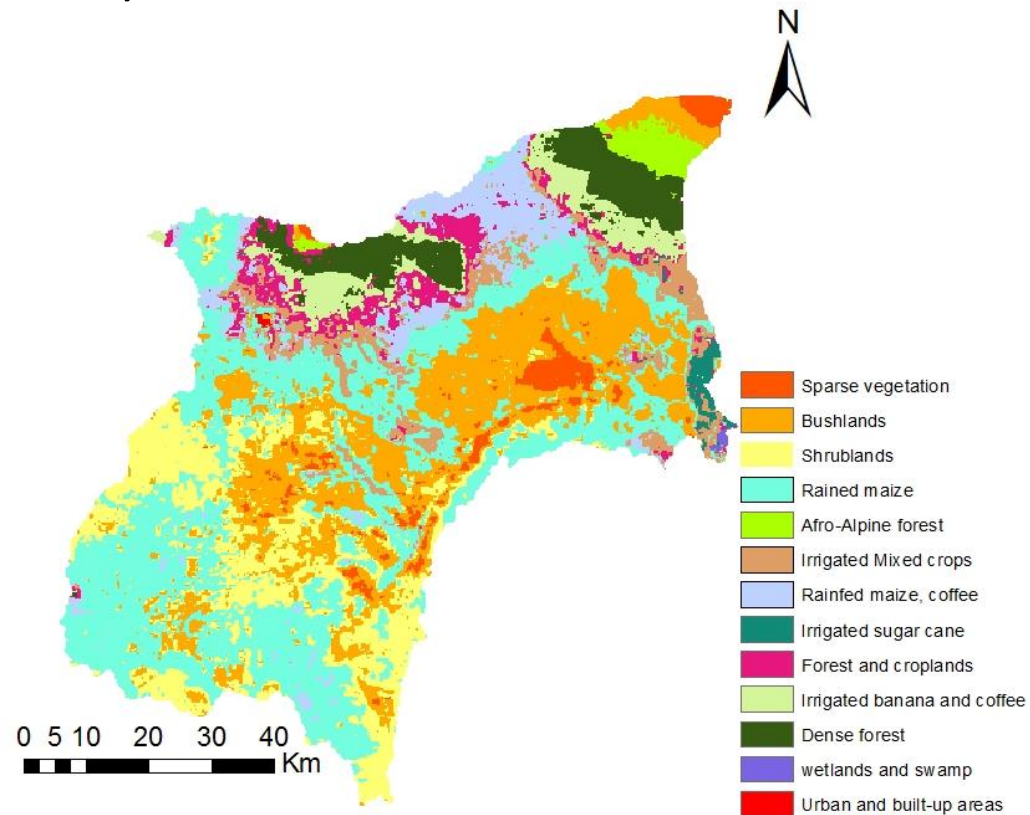 N
Sparse vegetation
Bushlands
Shrublands
Rained maize
Afro-Alpine forest
Irrigated Mixed crops
Rainfed maize, coffee
Irrigated sugar cane
Forest and croplands
Irrigated banana and coffee
Dense forest
wetlands and swamp
Urban and built-up areas
0 5 10 20 30 40
Km